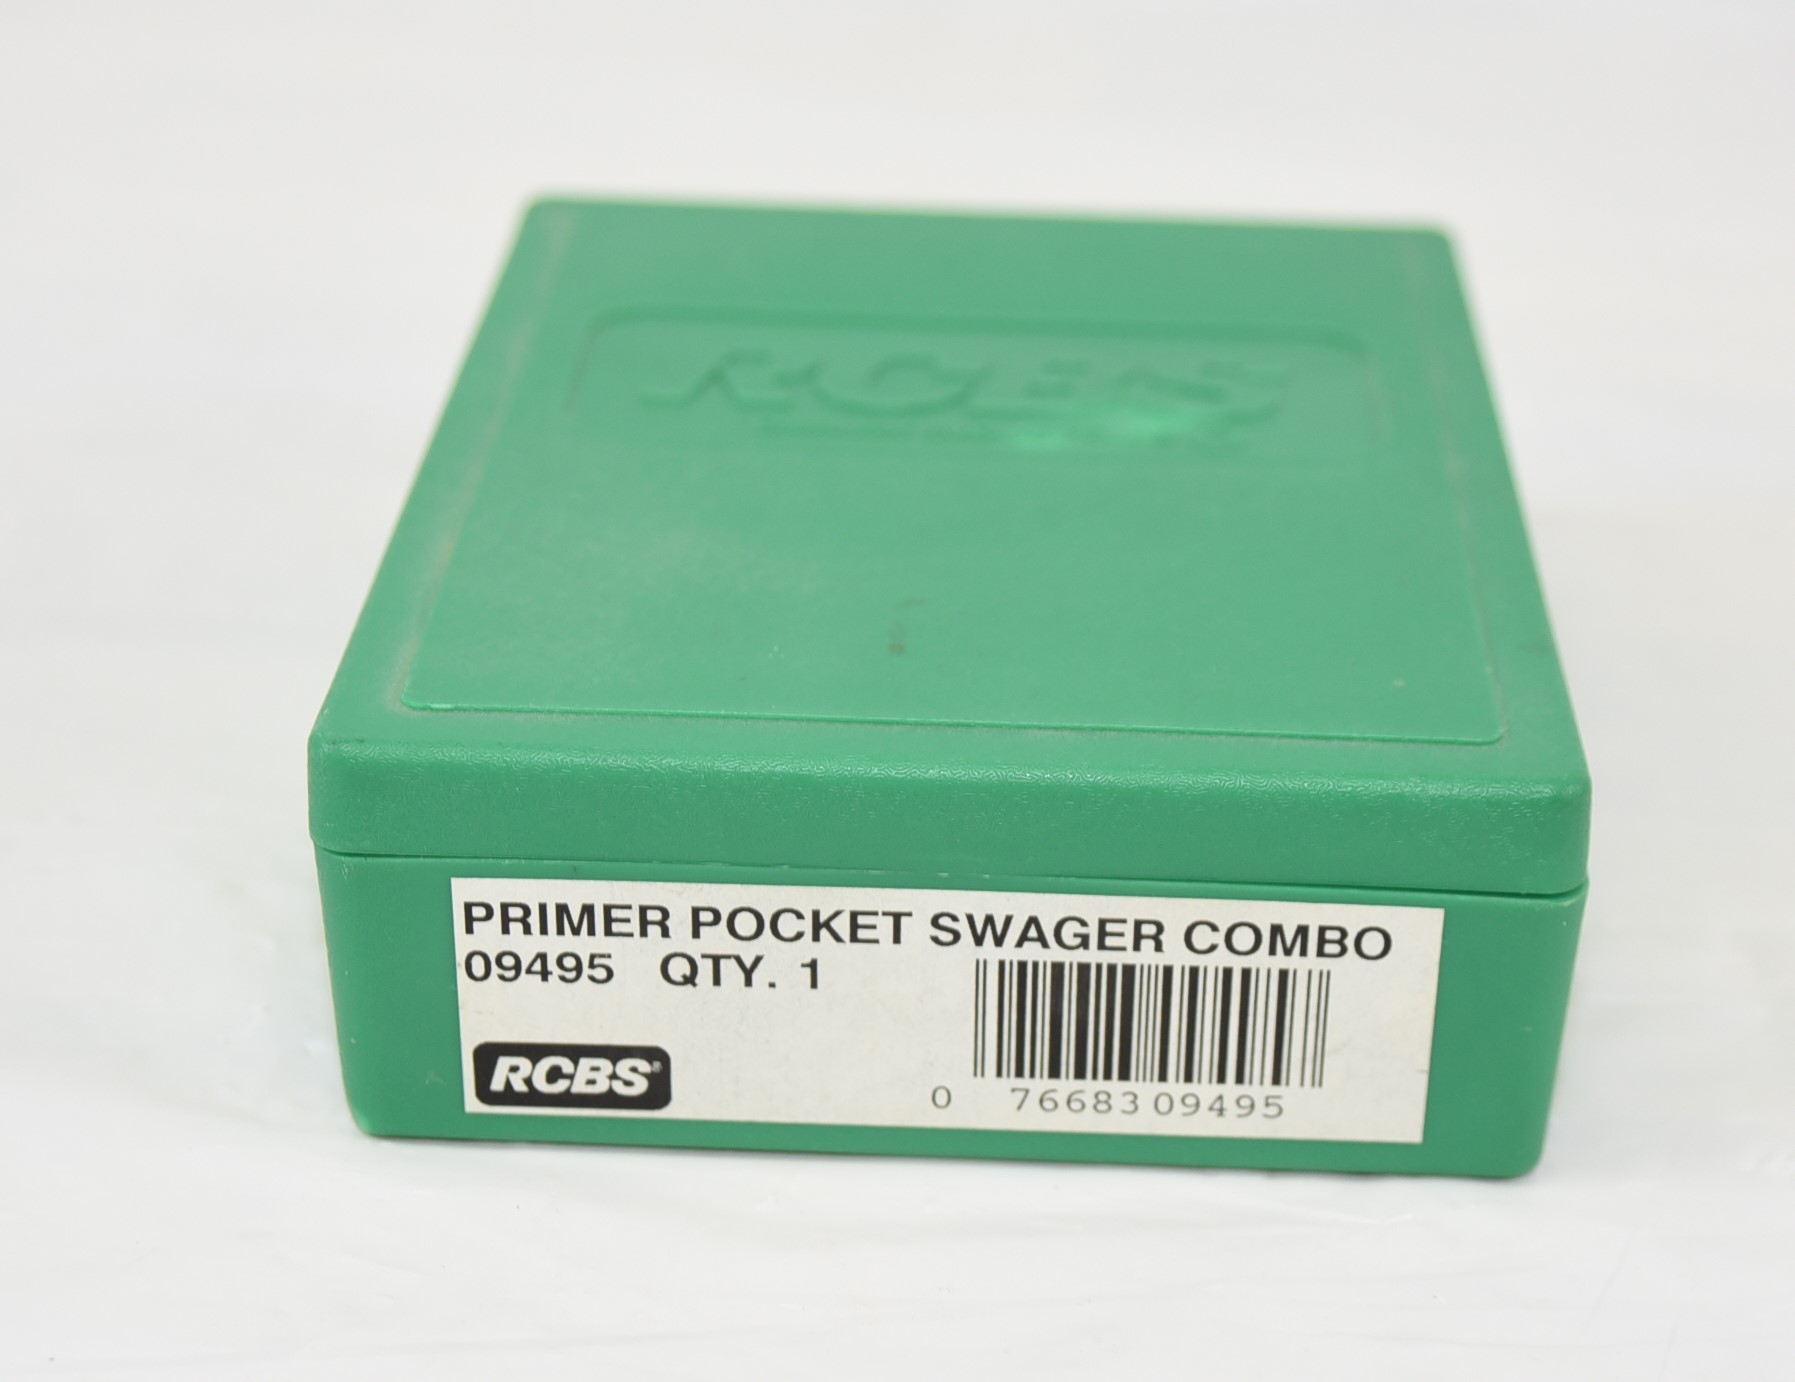 PRIMER POCKET SWAGER COMBO
09495 QTY. 1
RCBS®
0 76683 09495